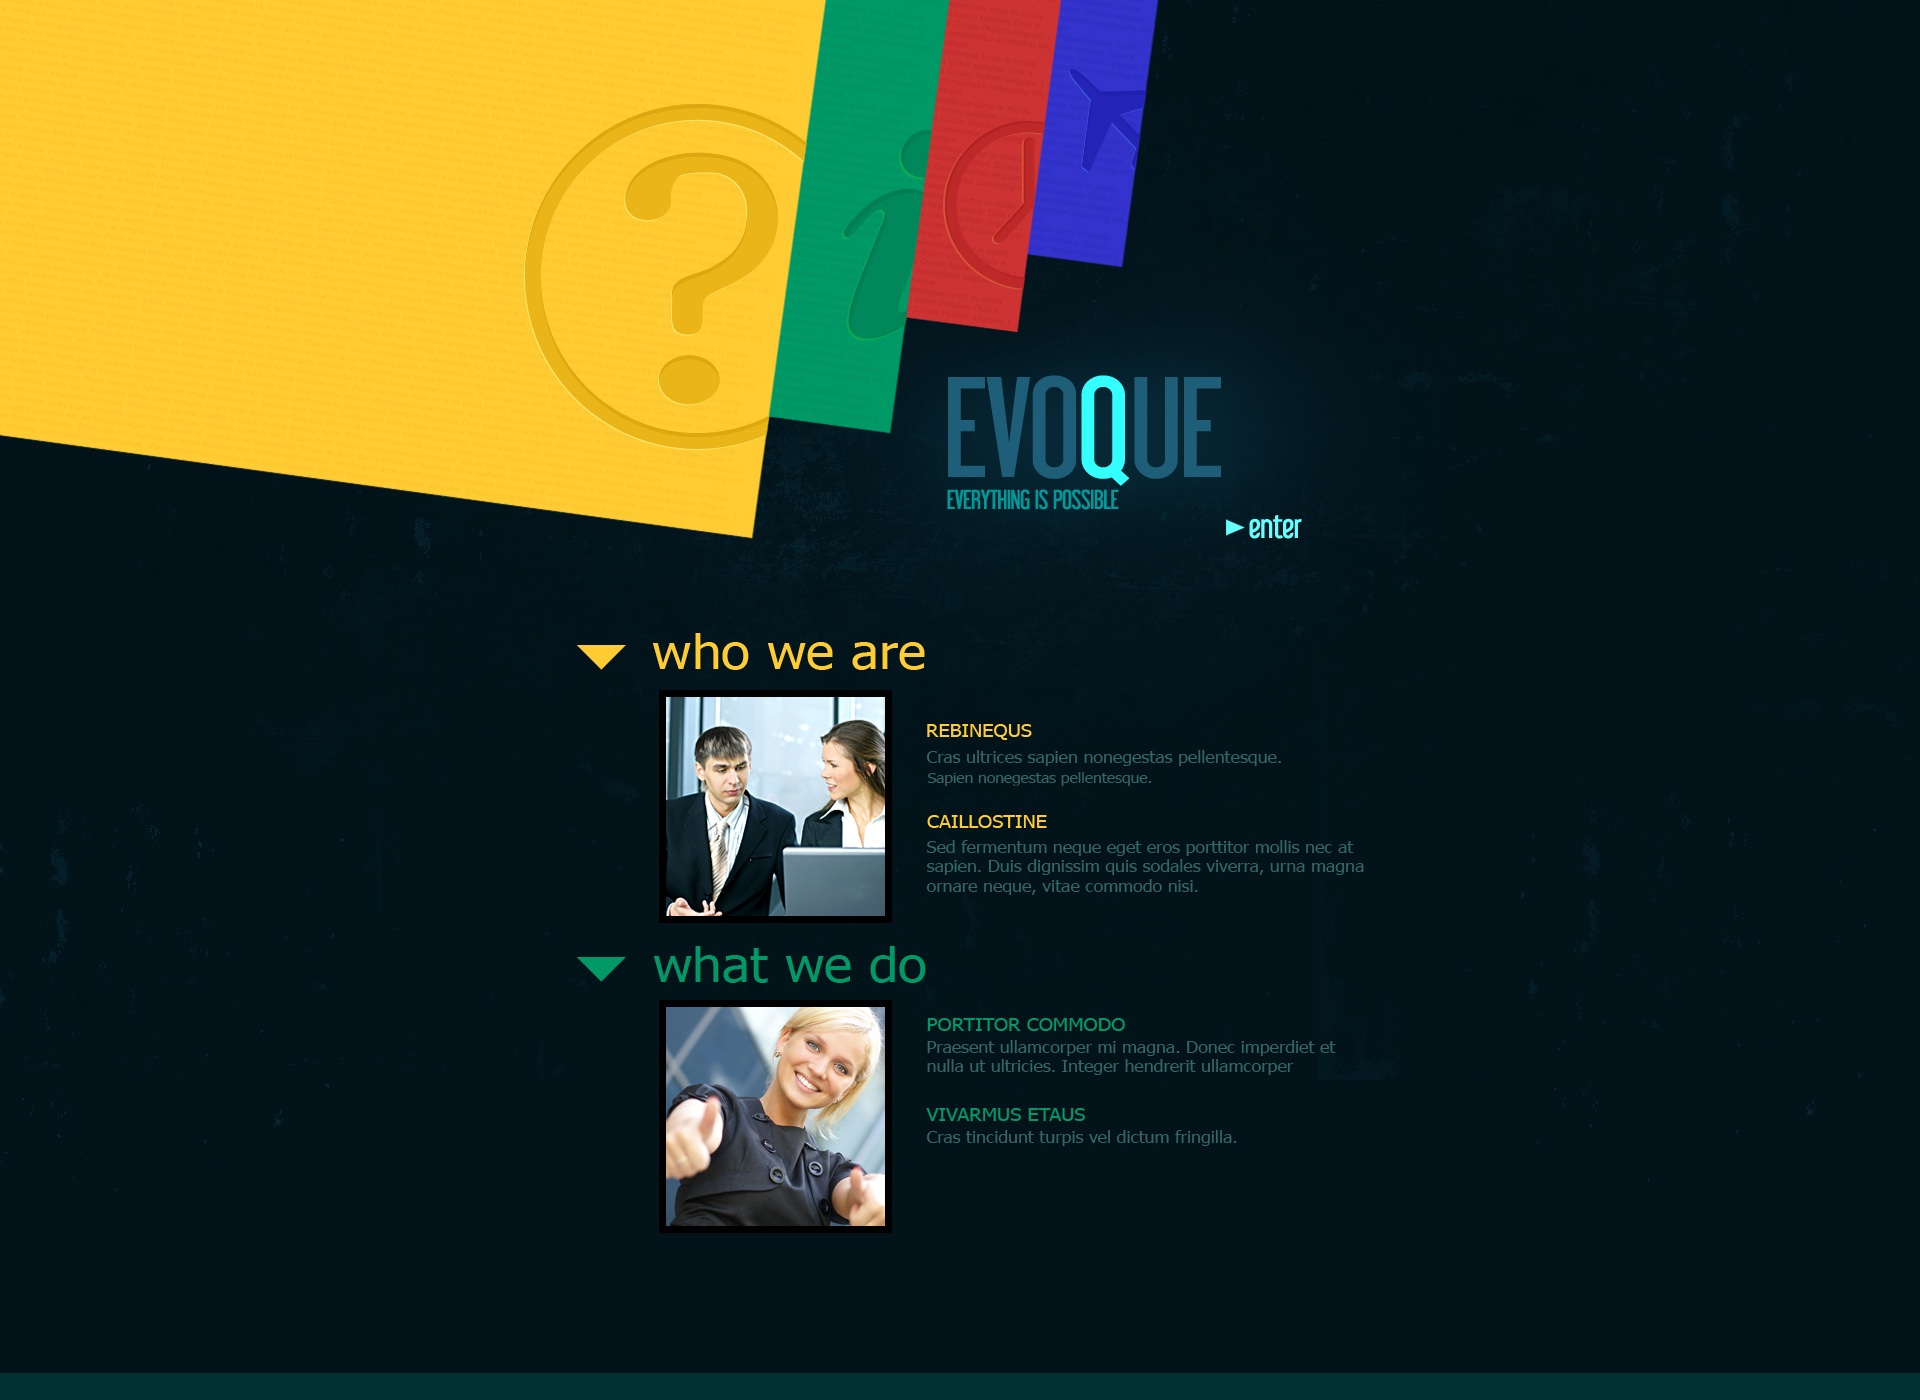 ?
i
EVOQUE
EVERYTHING IS POSSIBLE
enter
who we are
REBINEQUS
Cras ultrices sapien nonegestas pellentesque.
Sapien nonegestas pellentesque.
CAILLOSTINE
Sed fermentum neque eget eros porttitor mollis nec at
sapien. Duis dignissim quis sodales viverra, urna magna
ornare neque, vitae commodo nisi.
what we do
PORTITOR COMMODO
Praesent ullamcorper mi magna. Donec imperdiet et
nulla ut ultricies. Integer hendrerit ullamcorper
VIVARMUS ETAUS
Cras tincidunt turpis vel dictum fringilla.